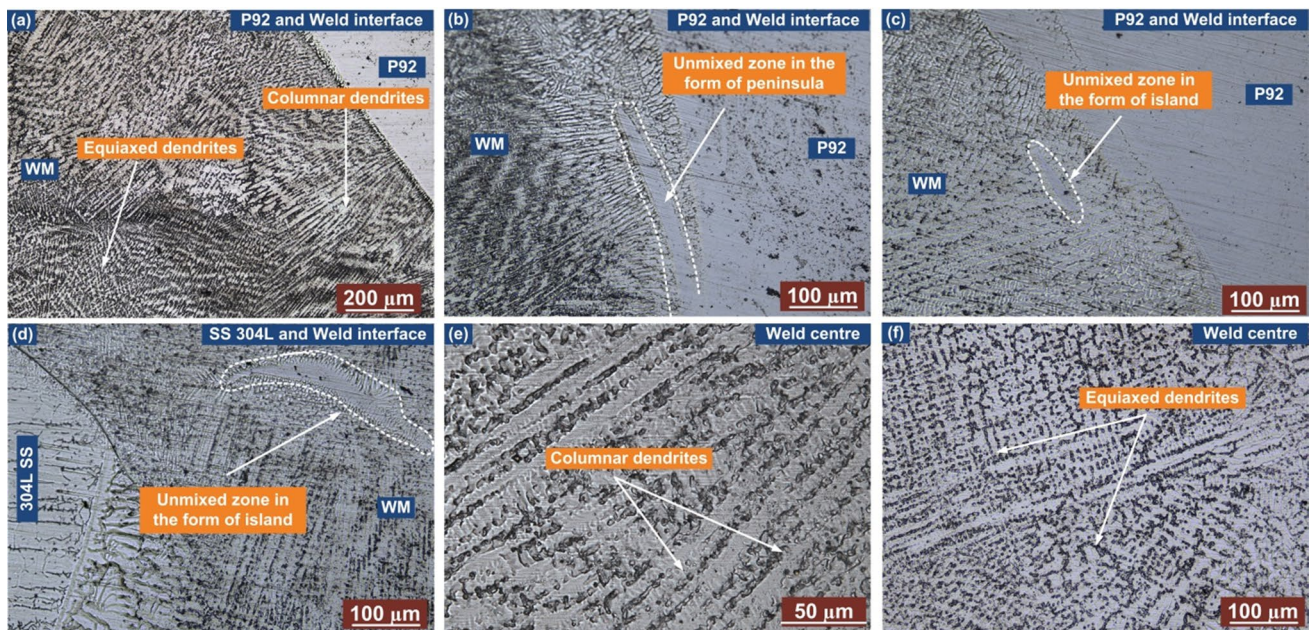 (a)
P92 and Weld interface
P92
Columnar dendrites
Equiaxed dendrites
WM
200 µm
(b)
P92 and Weld interface
Unmixed zone in the
form of peninsula
WM
P92
100 µm
(c)
P92 and Weld interface
Unmixed zone in
the form of island
P92
WM
100 µm
(d)
SS 304L and Weld interface
304L SS
Unmixed zone in
the form of island
WM
100 µm
(e)
Weld centre
Columnar dendrites
50 µm
(f)
Weld centre
Equiaxed dendrites
100 µm